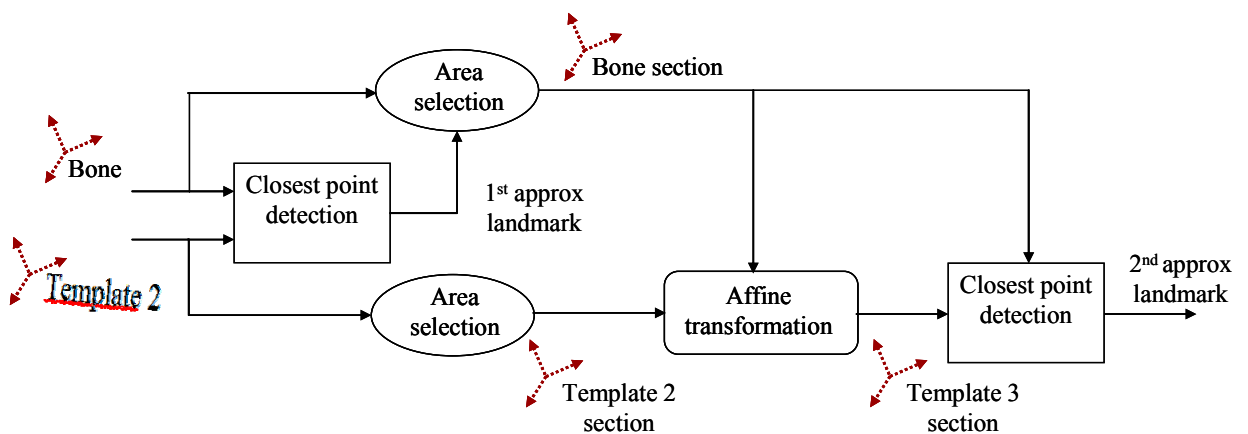 Area
selection
Bone section
Bone
Closest point
detection
1st approx
landmark
Template 2
Area
selection
Affine
transformation
Closest point
detection
2nd approx
landmark
Template 2
section
Template 3
section